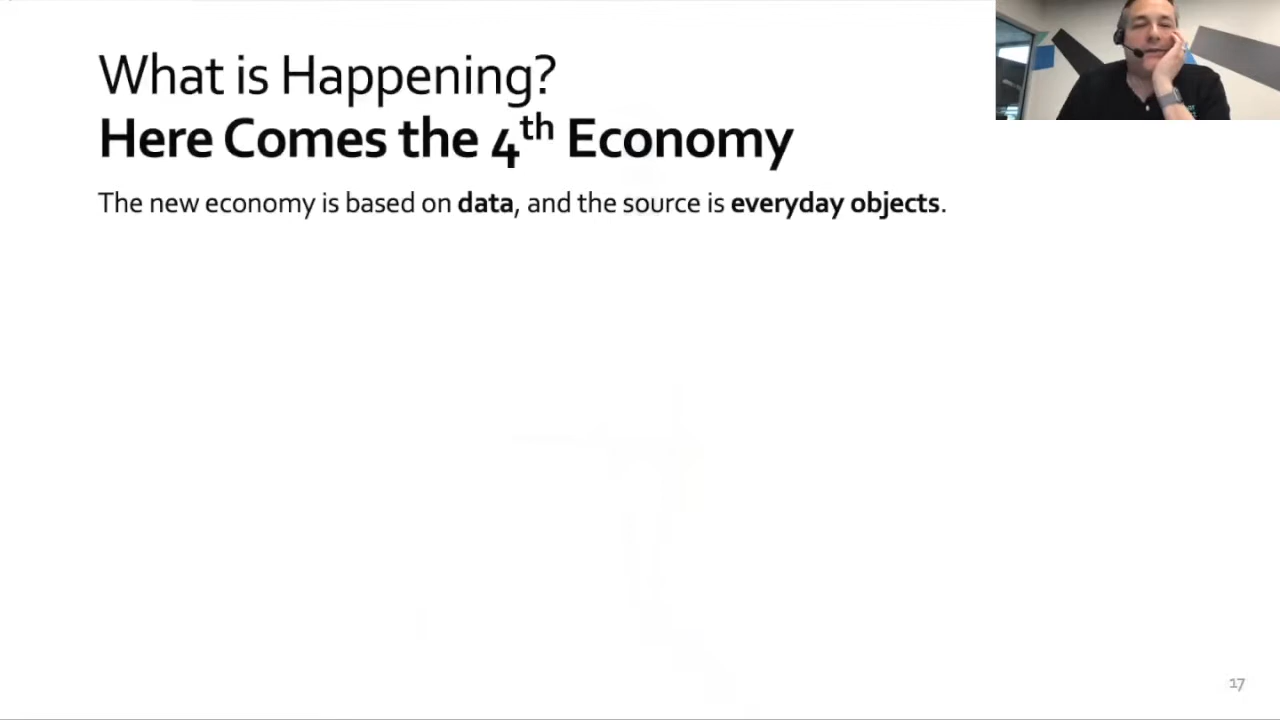 What is Happening?
Here Comes the 4th Economy
The new economy is based on data, and the source is everyday objects.
17